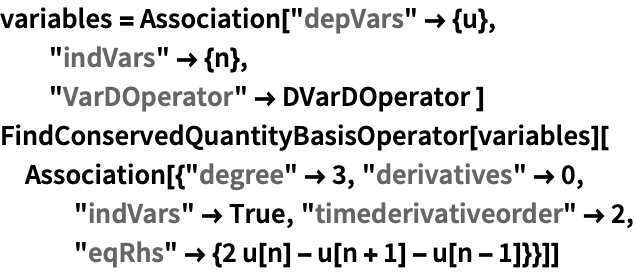 variables = Association["depVars" → {u},
"indVars" → {n},
"VarDOperator" → DVarDOperator ]
FindConservedQuantityBasisOperator[variables][
Association[{"degree" → 3, "derivatives" → 0,
"indVars" → True, "timederivativeorder" → 2,
"eqRhs" → {2 u[n] − u[n + 1] − u[n − 1]}}]]